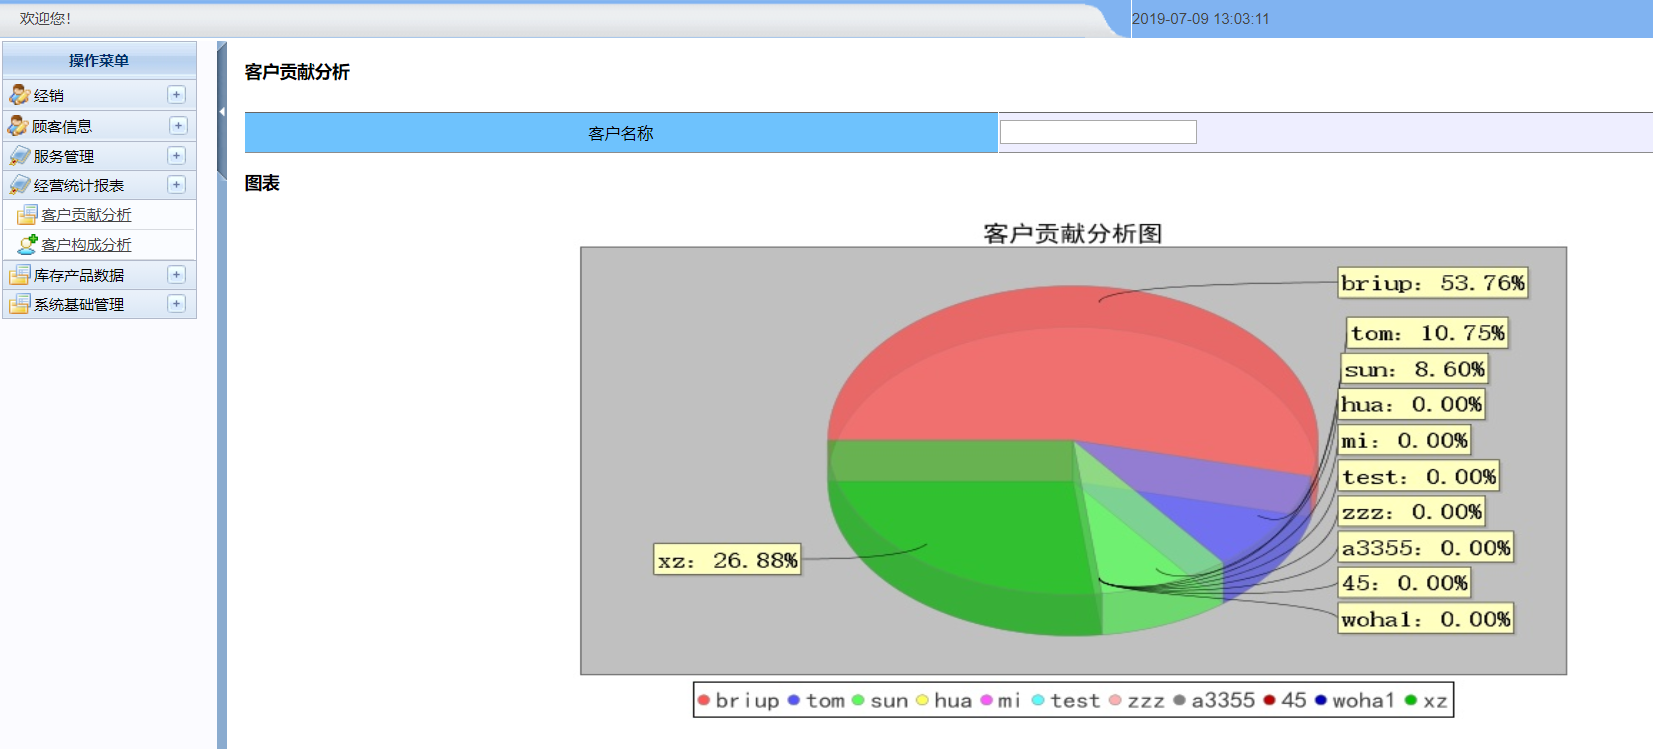 欢迎您!
2019-07-09 13:03:11
操作菜单
经销
顾客信息
服务管理
经营统计报表
客户贡献分析
客户构成分析
库存产品数据
系统基础管理
客户贡献分析
客户名称
图表
客户贡献分析图
briup: 53.76%
tom: 10.75%
sun: 8.60%
hua: 0.00%
mi: 0.00%
test: 0.00%
zzz: 0.00%
a3355: 0.00%
45: 0.00%
woha1: 0.00%
xz: 26.88%
briup tom sun hua mi test zzz a3355 45 woha1 xz